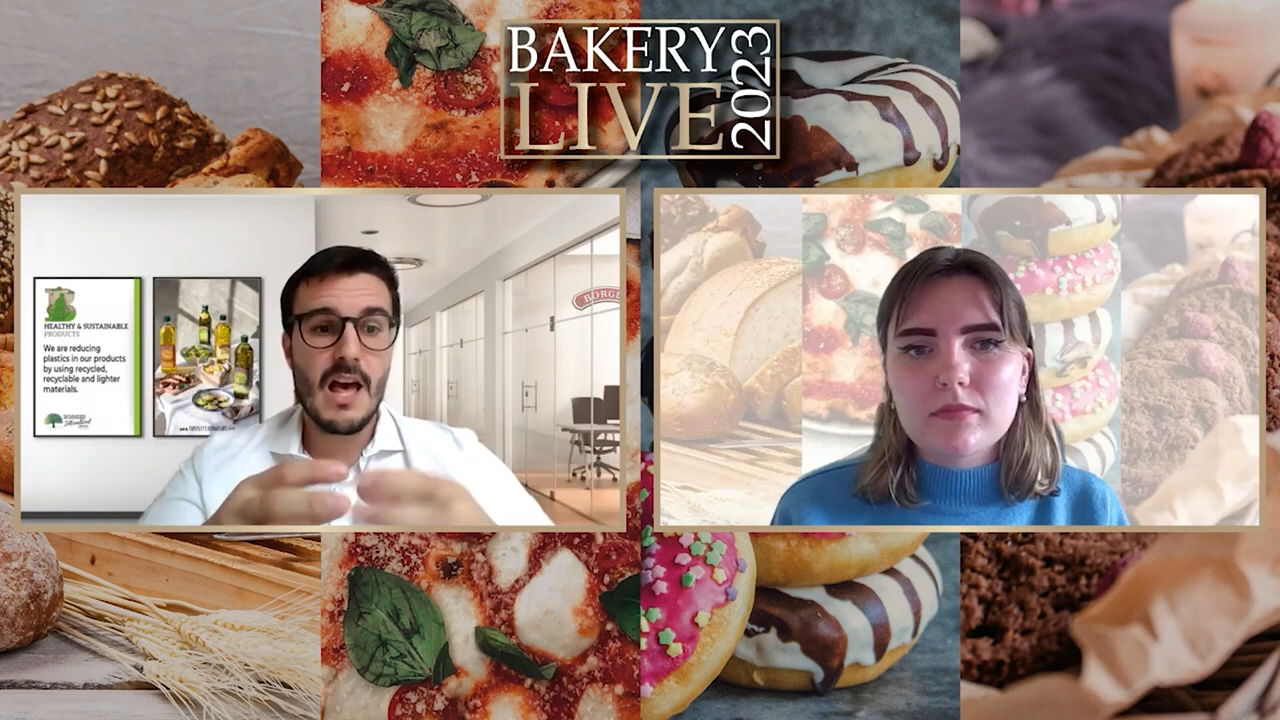 BAKERY
LIVE
2023
HEALTHY & SUSTAINABLE
PRODUCTS
We are reducing
plastics in our products
by using recycled,
recyclable and lighter
materials.
BORGES